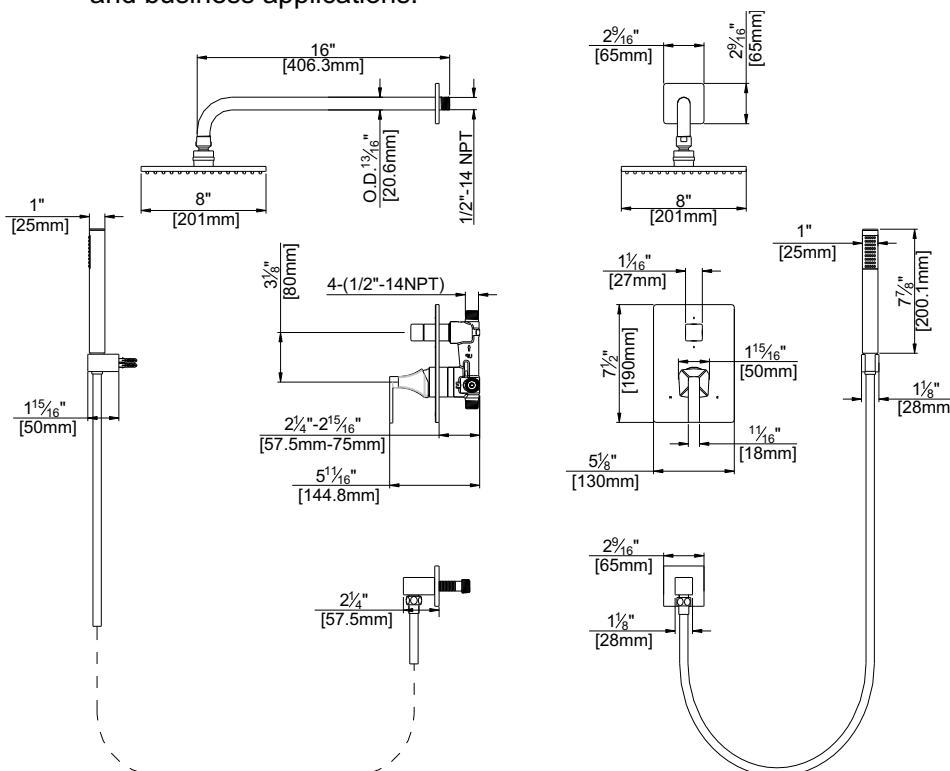 and business applications.
16"
[406.3mm]
O.D.13⁄16"
[20.6mm]
1/2"-14 NPT
8"
[201mm]
2 9⁄16"
[65mm]
2 9⁄16"
[65mm]
8"
[201mm]
1"
[25mm]
1 15⁄16"
[50mm]
3 1⁄8"
[80mm]
4-(1/2"-14NPT)
2 1⁄4"-2 15⁄16"
[57.5mm-75mm]
5 11⁄16"
[144.8mm]
1 1⁄16"
[27mm]
7 1⁄2"
[190mm]
1 15⁄16"
[50mm]
11⁄16"
[18mm]
5 1⁄8"
[130mm]
1"
[25mm]
7 7⁄8"
[200.1mm]
1 1⁄8"
[28mm
2 1⁄4"
[57.5mm]
2 9⁄16"
[65mm]
1 1⁄8"
[28mm]